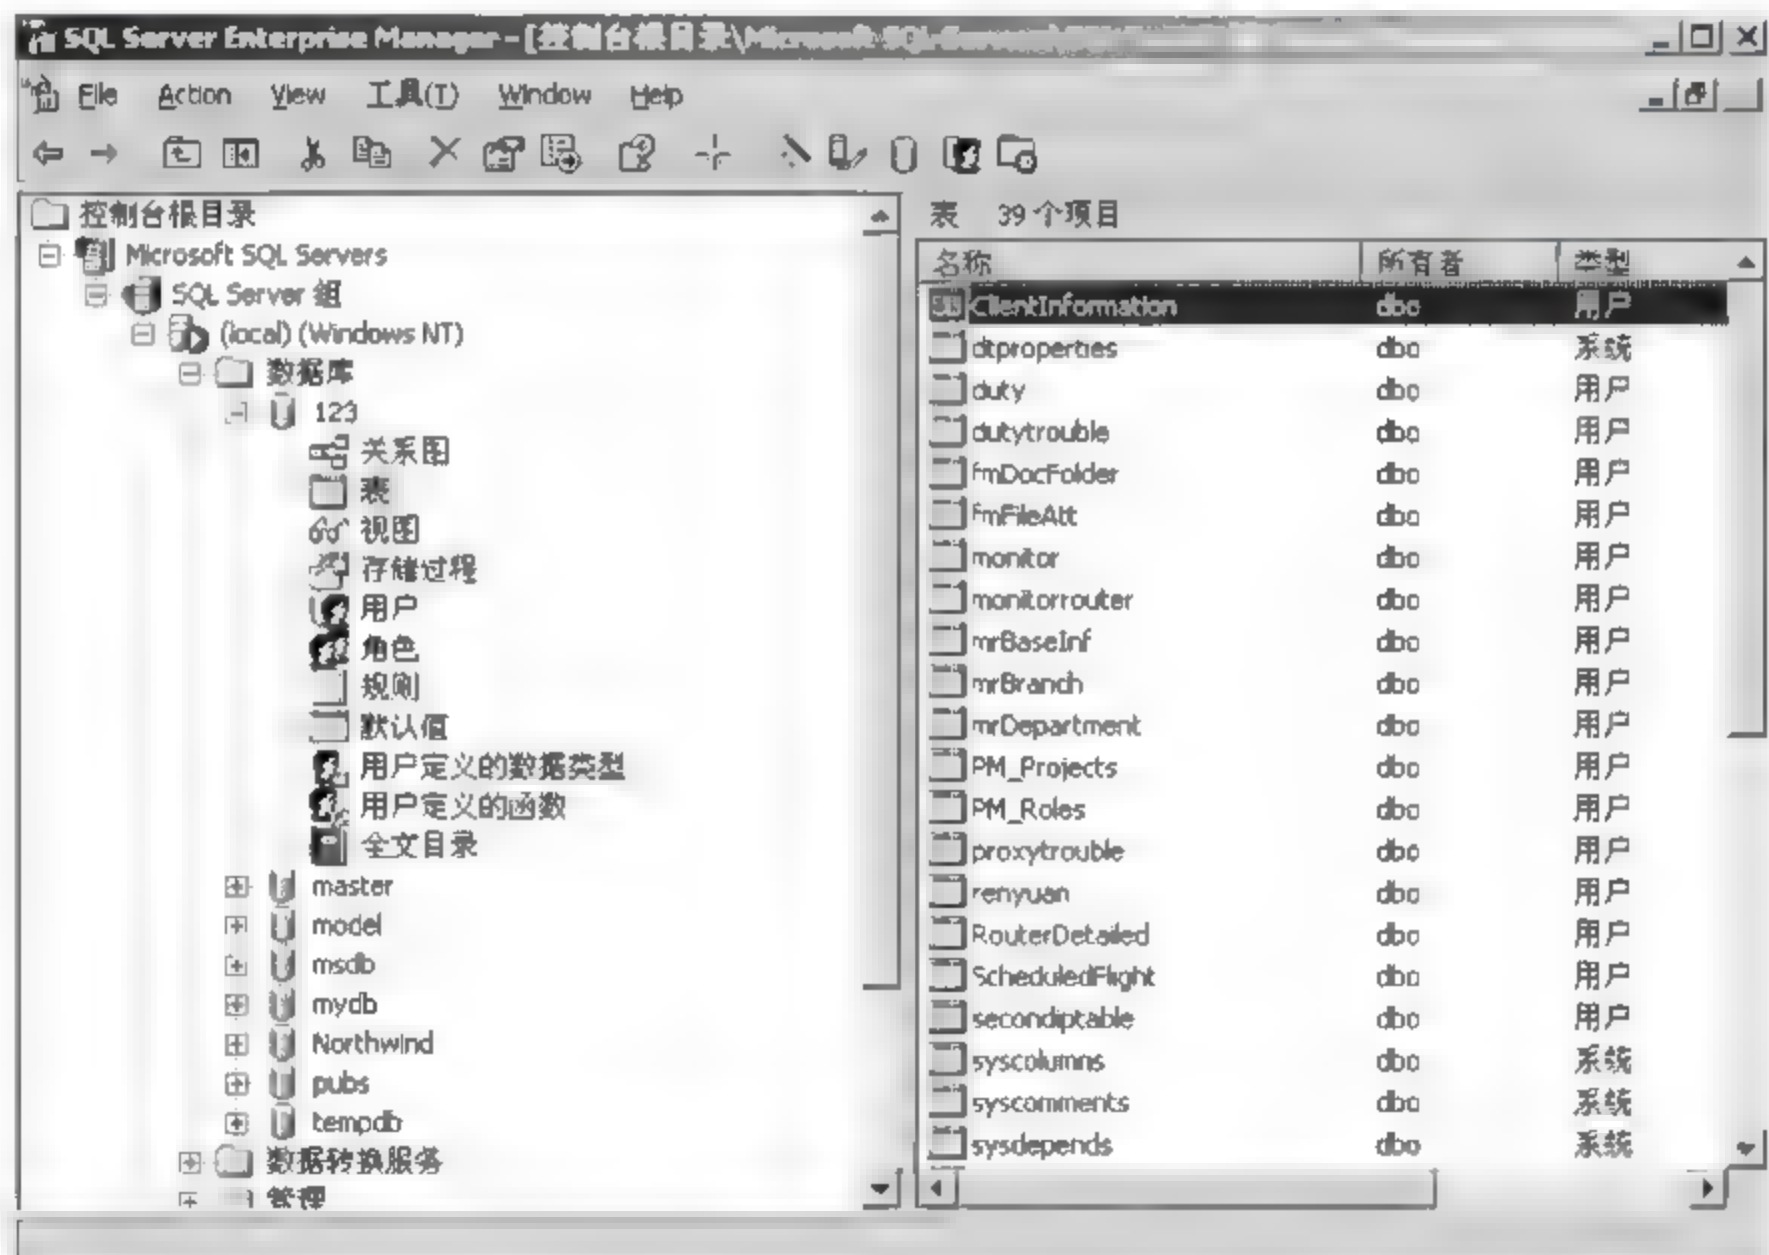 SQL Server Enterprise Manager - [控制台根目录\Microsoft SQL Servers\
File Action View 工具(T) Window Help
控制台根目录
Microsoft SQL Servers
SQL Server 组
(local) (Windows NT)
数据库
123
关系图
表
视图
存储过程
用户
角色
规则
默认值
用户定义的数据类型
用户定义的函数
全文目录
master
model
msdb
mydb
Northwind
pubs
tempdb
数据转换服务
管理
表 39 个项目
名称 所有者 类型
ClientInformation dbo 用户
dtproperties dbo 系统
duty dbo 用户
dutytrouble dbo 用户
fmDocFolder dbo 用户
fmFileAtt dbo 用户
monitor dbo 用户
monitorrouter dbo 用户
mrBaseInf dbo 用户
mrBranch dbo 用户
mrDepartment dbo 用户
PM_Projects dbo 用户
PM_Roles dbo 用户
proxytrouble dbo 用户
renyuan dbo 用户
RouterDetailed dbo 用户
ScheduledFlight dbo 用户
secondiptable dbo 用户
syscolumns dbo 系统
syscomments dbo 系统
sysdepends dbo 系统